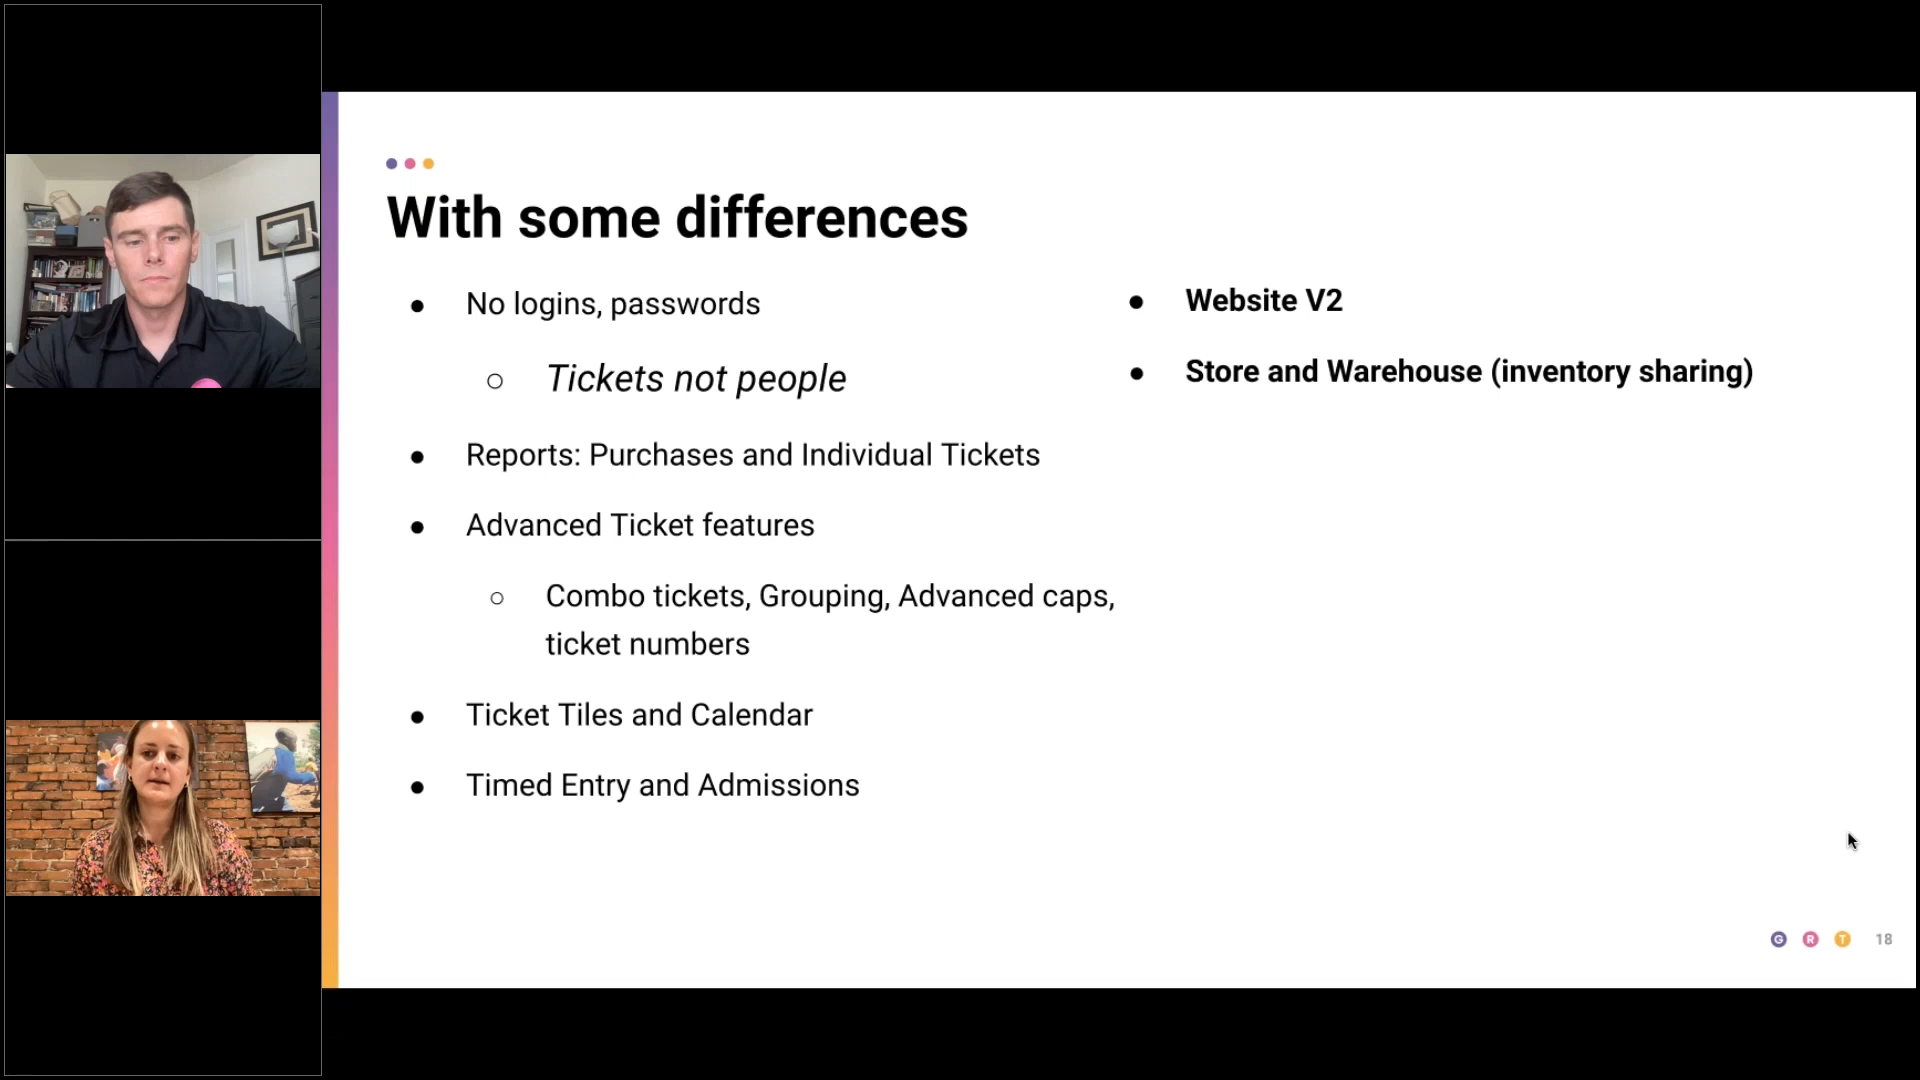 With some differences
● No logins, passwords
○ Tickets not people
● Reports: Purchases and Individual Tickets
● Advanced Ticket features
○ Combo tickets, Grouping, Advanced caps,
ticket numbers
● Ticket Tiles and Calendar
● Timed Entry and Admissions
● Website V2
● Store and Warehouse (inventory sharing)
G R T 18